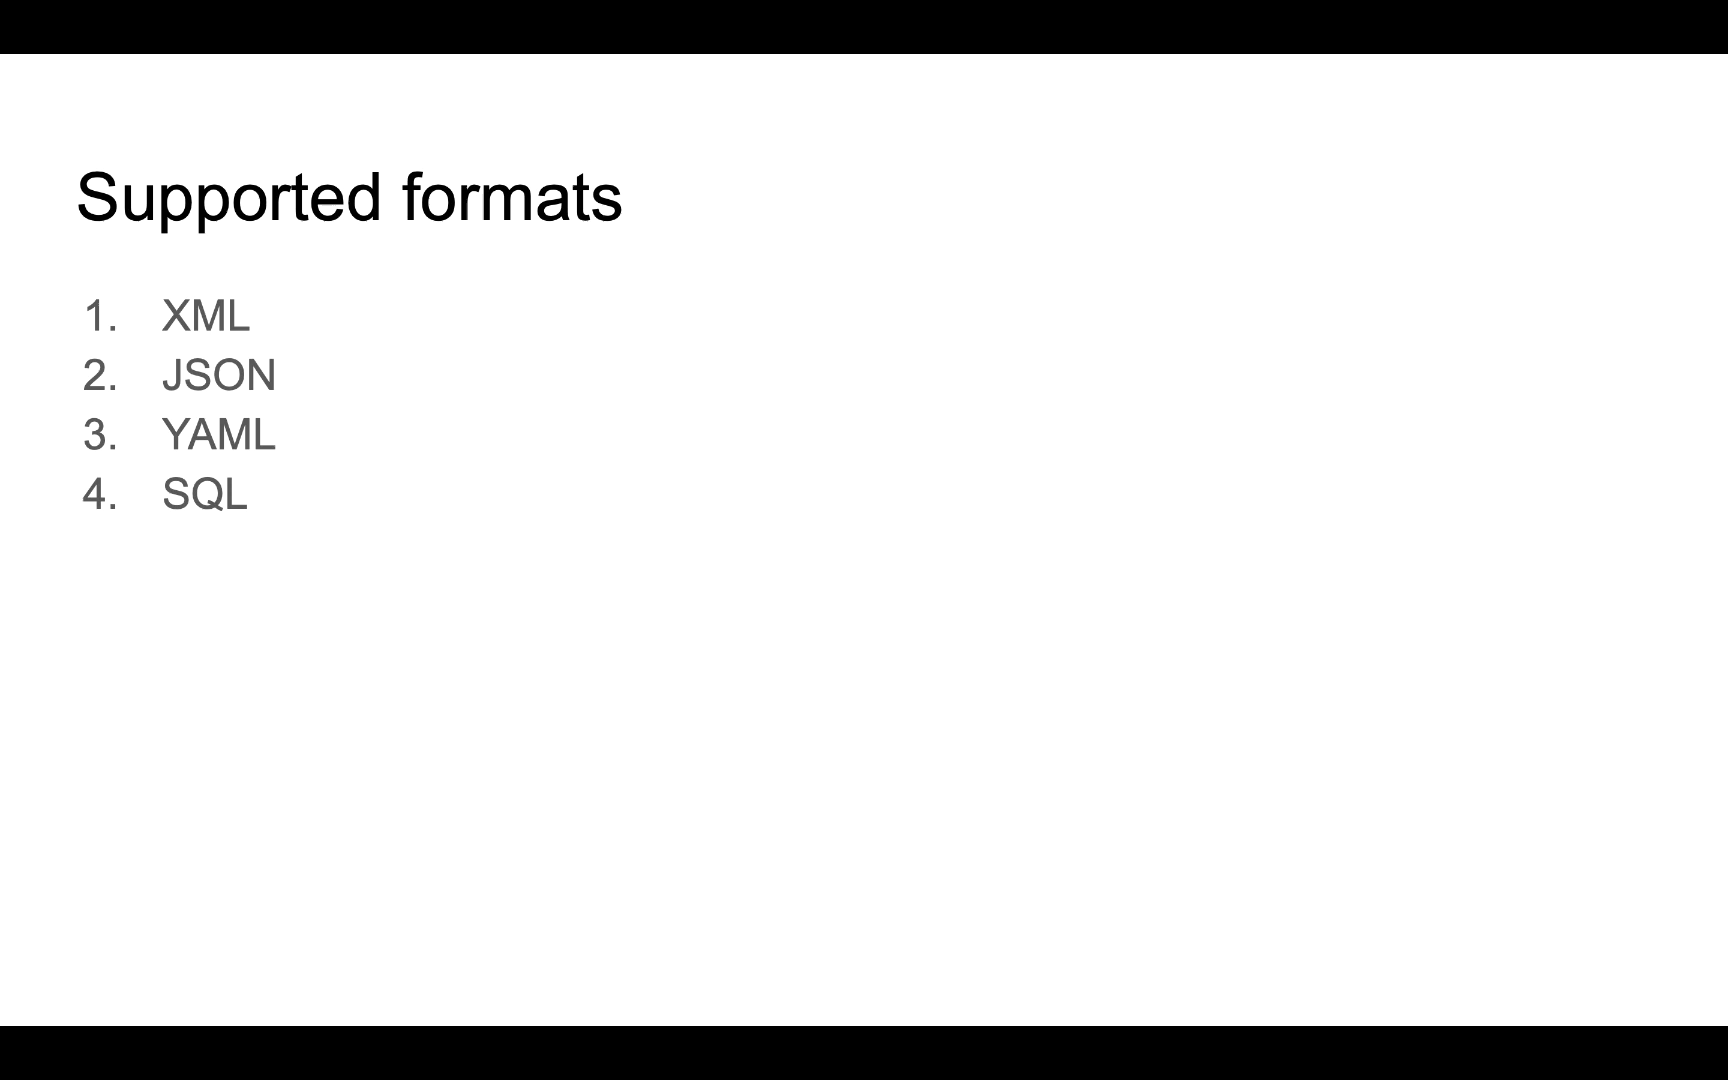 Supported formats
1. XML
2. JSON
3. YAML
4. SQL